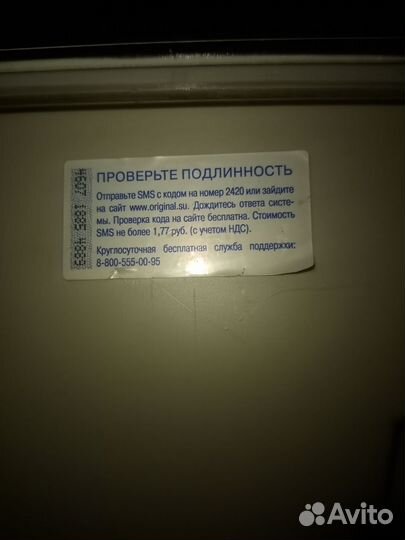 ПРОВЕРЬТЕ ПОДЛИННОСТЬ
Отправьте SMS с кодом на номер 2420 или зайдите
на сайт www.original.su. Дождитесь ответа систе-
мы. Проверка кода на сайте бесплатна. Стоимость
SMS не более 1,77 руб. (с учетом НДС).
Круглосуточная бесплатная служба поддержки:
8-800-555-00-95
Avito